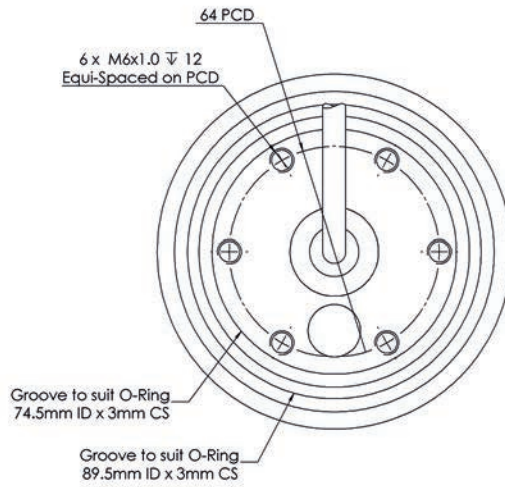 64 PCD
6 x M6x1.0 ↧ 12
Equi-Spaced on PCD
Groove to suit O-Ring
74.5mm ID x 3mm CS
Groove to suit O-Ring
89.5mm ID x 3mm CS